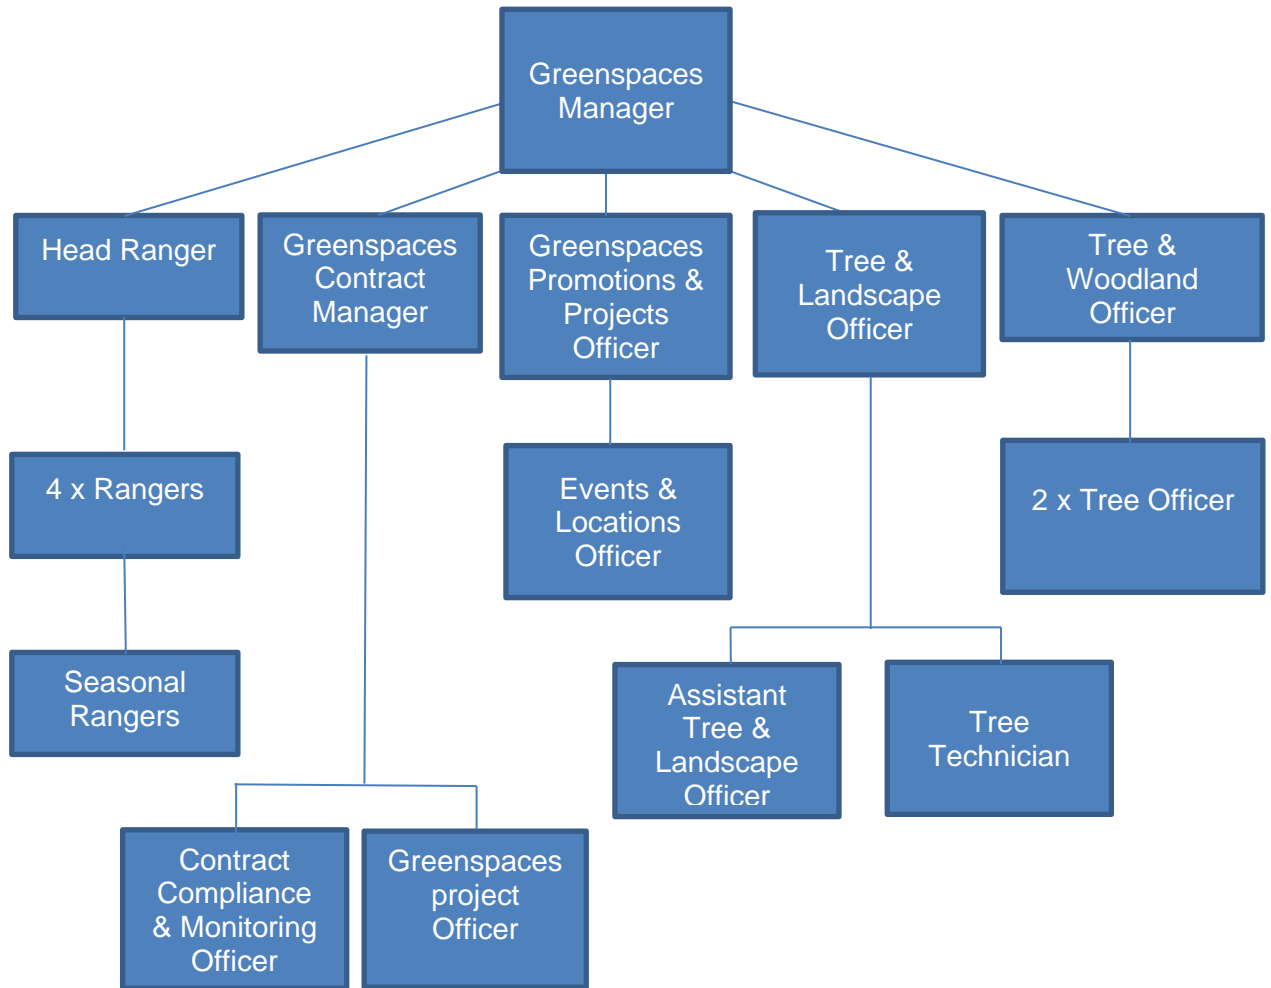 Greenspaces
Manager
Head Ranger
Greenspaces
Contract
Manager
Greenspaces
Promotions &
Projects
Officer
Tree &
Landscape
Officer
Tree &
Woodland
Officer
4 x Rangers
Events &
Locations
Officer
2 x Tree Officer
Seasonal
Rangers
Assistant
Tree &
Landscape
Officer
Tree
Technician
Contract
Compliance
& Monitoring
Officer
Greenspaces
project
Officer